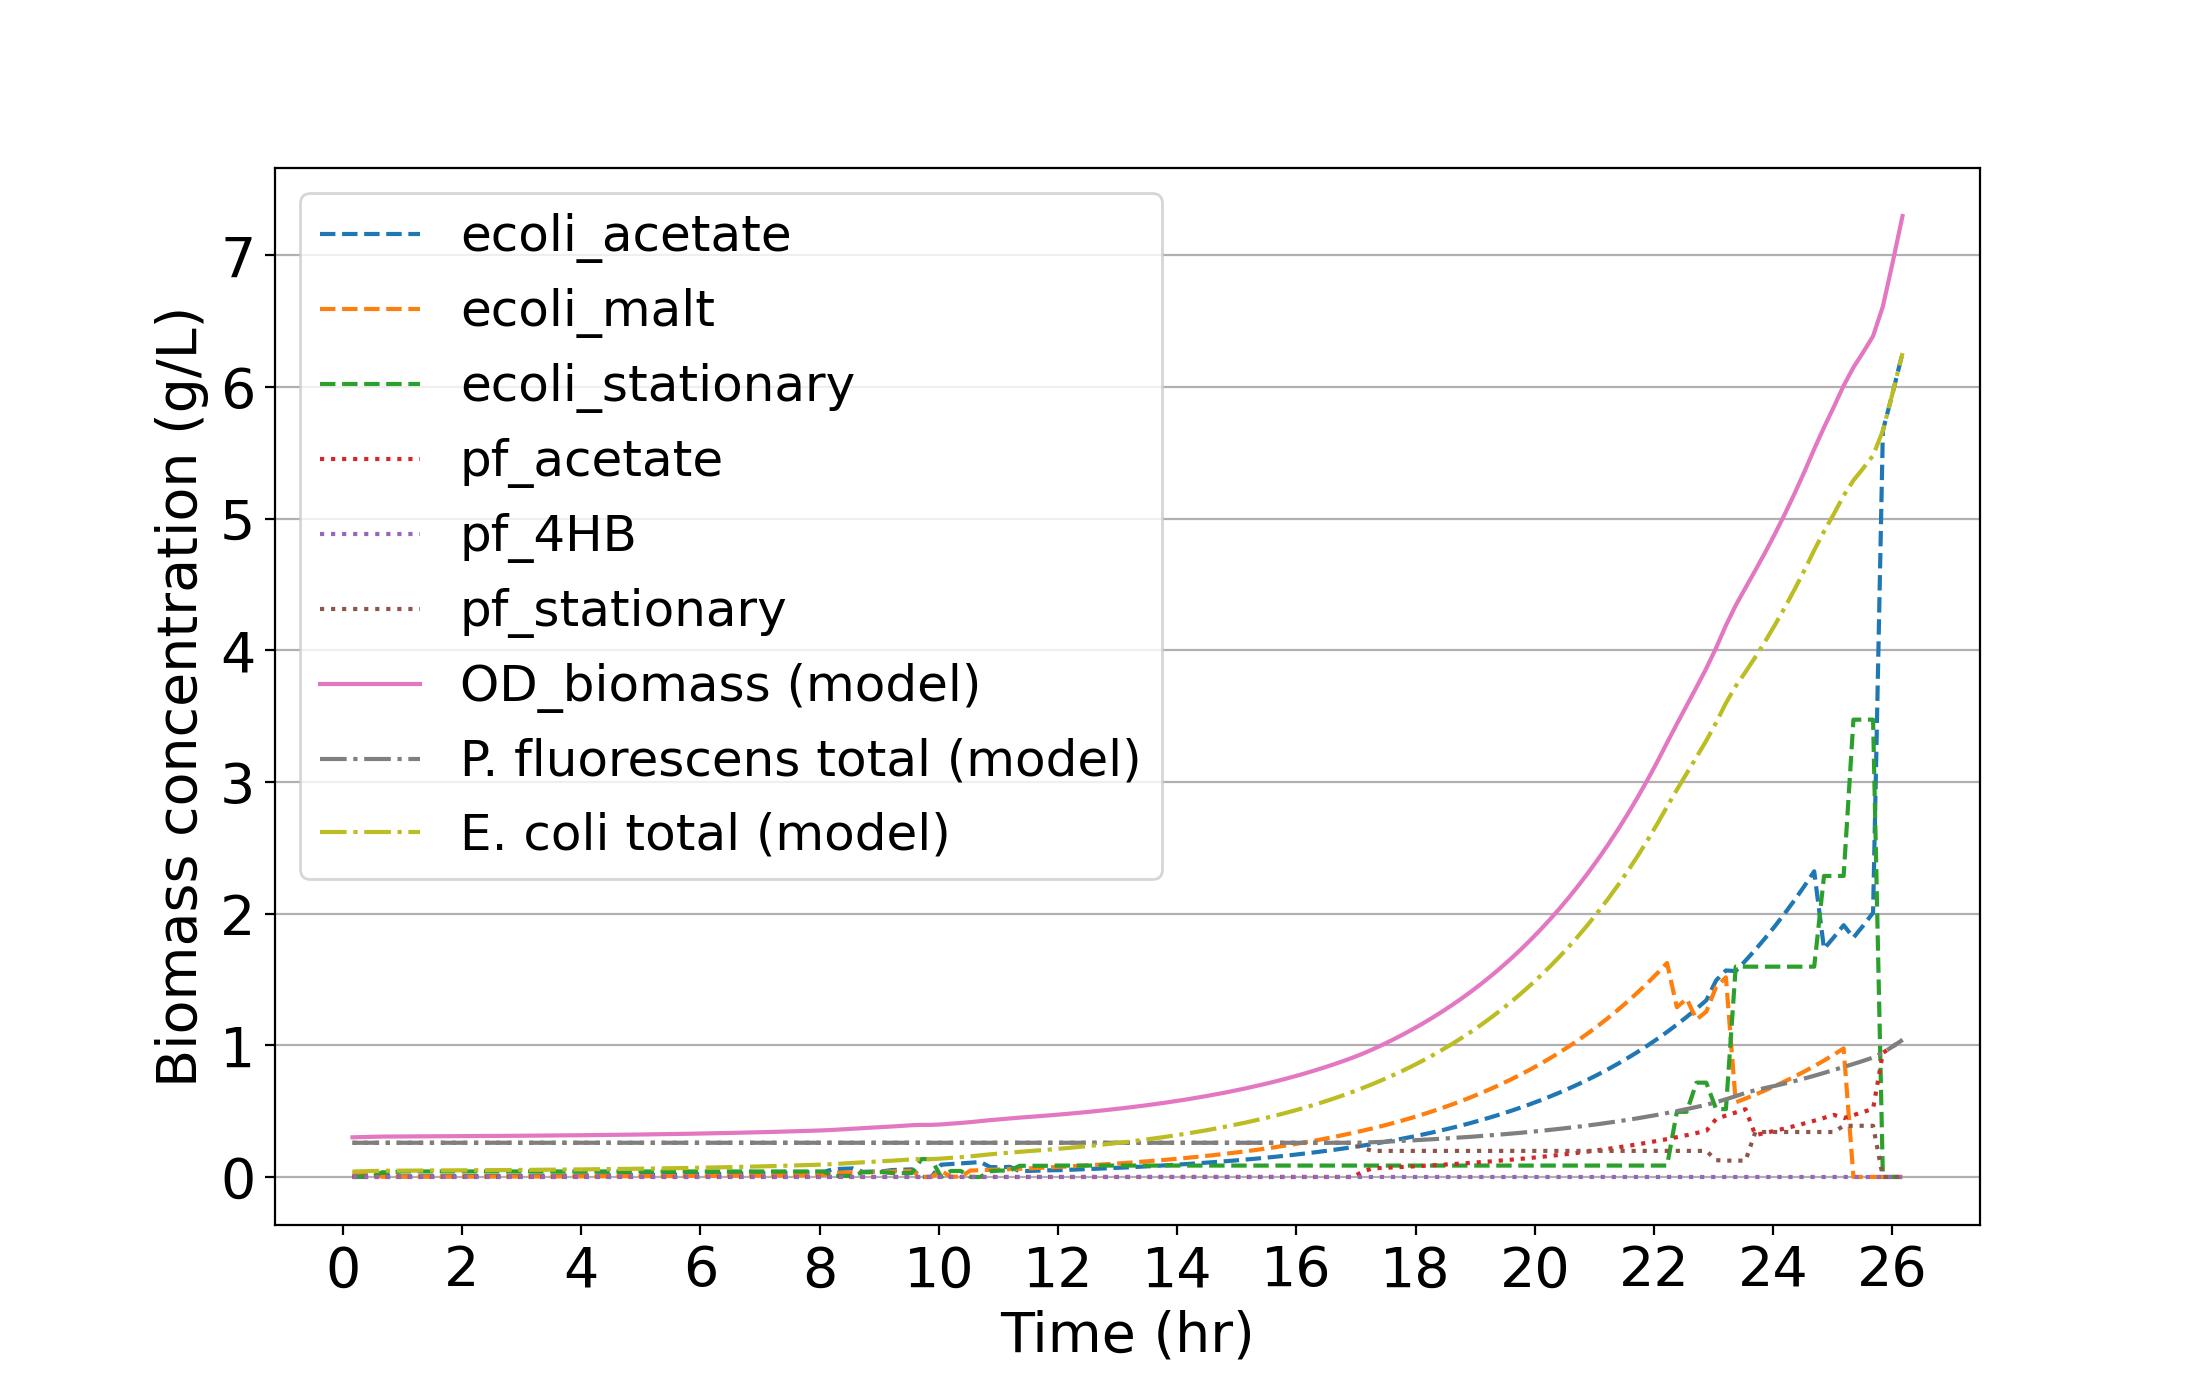 ecoli_acetate
ecoli_malt
ecoli_stationary
pf_acetate
pf_4HB
pf_stationary
OD_biomass (model)
P. fluorescens total (model)
E. coli total (model)
Biomass concentration (g/L)
7
6
5
4
3
2
1
0
0 2 4 6 8 10 12 14 16 18 20 22 24 26
Time (hr)